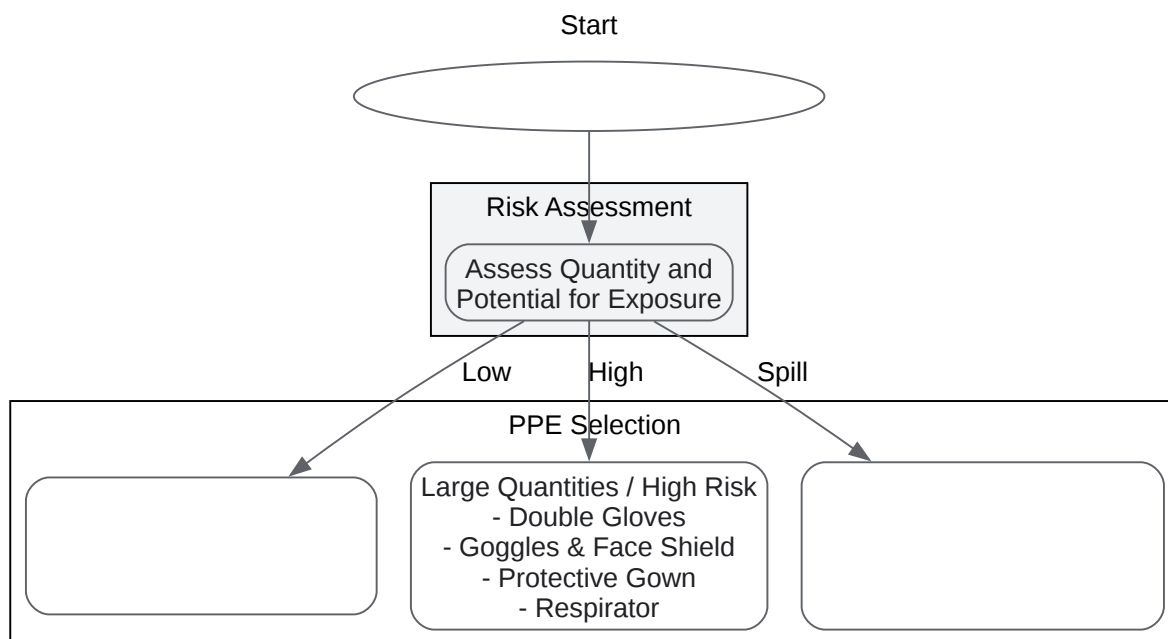 Start
Risk Assessment
Assess Quantity and
Potential for Exposure
Low
High
Spill
PPE Selection
Large Quantities / High Risk
- Double Gloves
- Goggles & Face Shield
- Protective Gown
- Respirator